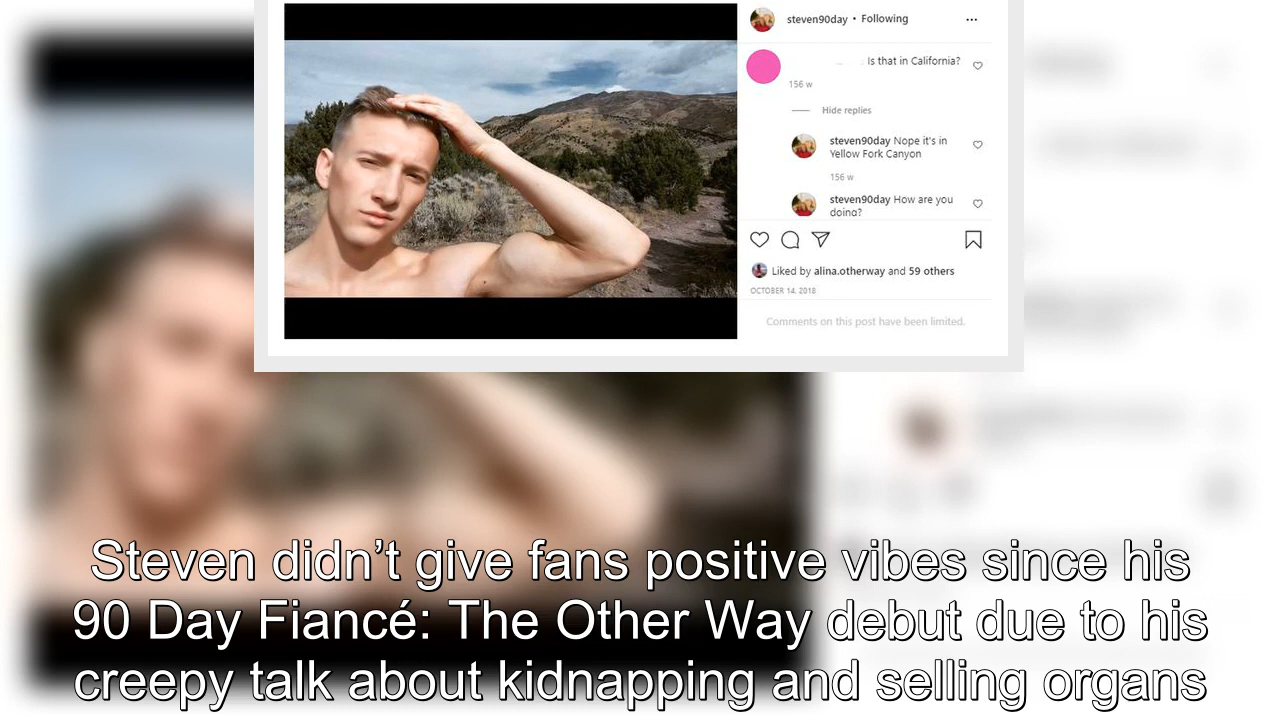 steven90day • Following
Is that in California?
156 w
Hide replies
steven90day Nope it's in
Yellow Fork Canyon
156 w
steven90day How are you
doing?
Liked by alina.otherway and 59 others
OCTOBER 14, 2018
Comments on this post have been limited.
Steven didn’t give fans positive vibes since his
90 Day Fiancé: The Other Way debut due to his
creepy talk about kidnapping and selling organs